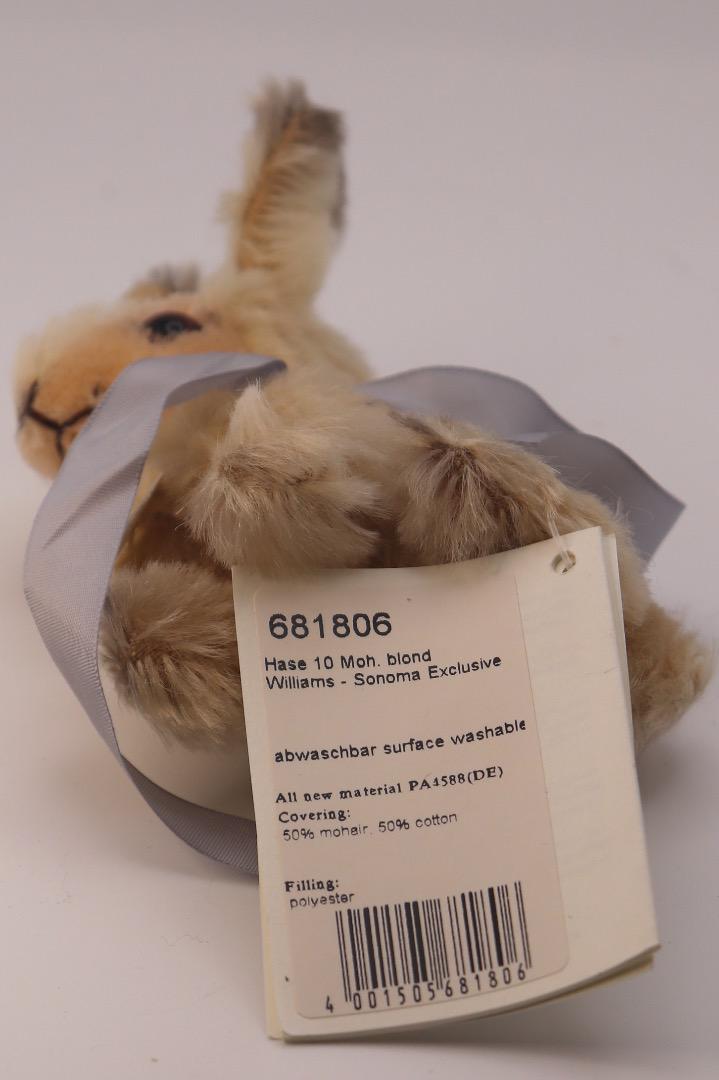 681806
Hase 10 Moh. blond
Williams - Sonoma Exclusive
abwaschbar surface washable
All new material PA4588(DE)
Covering:
50% mohair. 50% cotton
Filling:
polyester
4 001505 681806